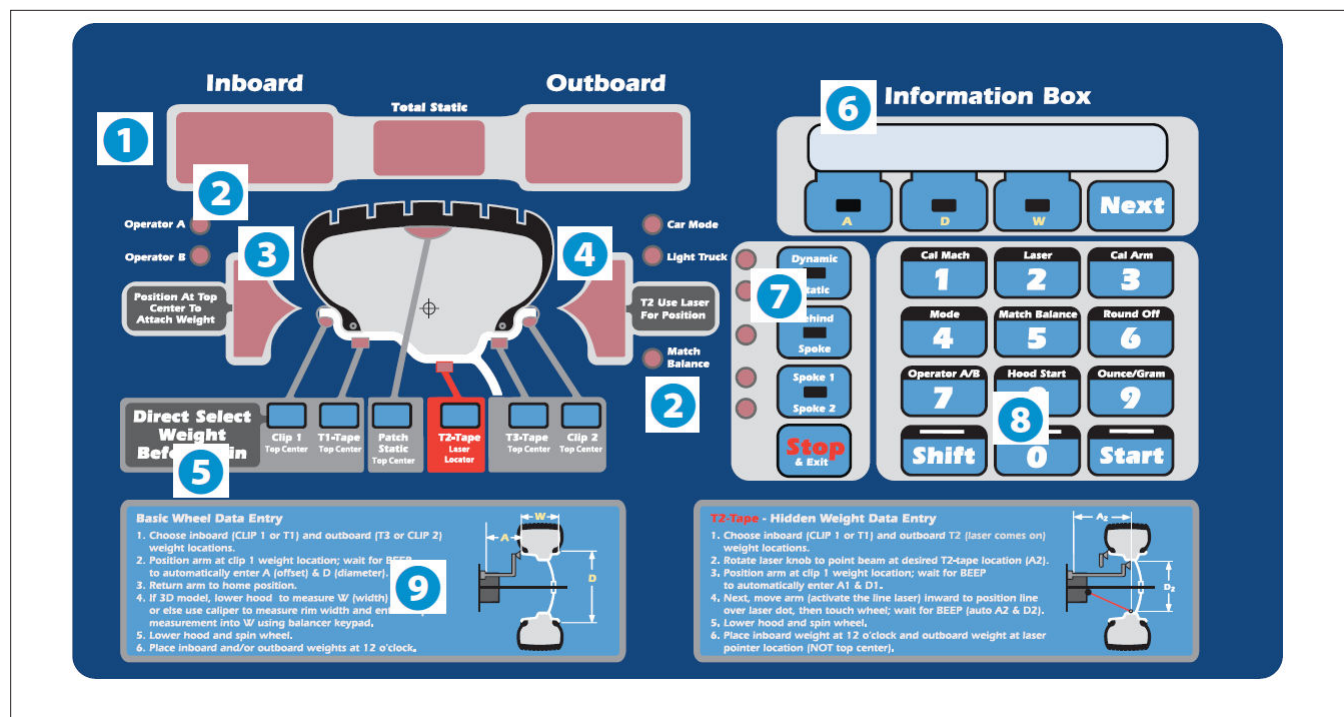 Inboard
Total Static
Outboard
1
2
Operator A
Operator B
3
4
Car Mode
Light Truck
Position At Top
Center To
Attach Weight
T2 Use Laser
For Position
Match
Balance
2
Direct Select
Weight
5
Clip 1
Top Center
T1-Tape
Top Center
Patch
Static
Top Center
T2-Tape
Laser
Locater
T3-Tape
Top Center
Clip 2
Top Center
6
Information Box
A
D
W
Next
7
Dynamic
Spoke
Spoke 1
Spoke 2
Stop
& Exit
Cal Mach
1
Laser
2
Cal Arm
3
Mode
4
Match Balance
5
Round Off
6
Operator A/B
7
Hood Start
Ounce/Gram
9
8
Shift
0
Start
Basic Wheel Data Entry
1. Choose inboard (CLIP 1 or T1) and outboard (T3 or CLIP 2)
weight locations.
2. Position arm at clip 1 weight location; wait for
to automatically enter A (offset) & D (diameter).
3. Return arm to home position.
4. If 3D model, lower hood to measure W (width)
or else use caliper to measure rim width and
measurement into W using balancer keypad.
5. Lower hood and spin wheel.
6. Place inboard and/or outboard weights at 12 o'clock.
9
A
W
D
T2-Tape - Hidden Weight Data Entry
1. Choose inboard (CLIP 1 or T1) and outboard T2 (laser comes on)
weight locations.
2. Rotate laser knob to point beam at desired T2-tape location (A2).
3. Position arm at clip 1 weight location; wait for BEEP
to automatically enter A1 & D1.
4. Next, move arm (activate the line laser) inward to position line
over laser dot, then touch wheel; wait for BEEP (auto A2 & D2).
5. Lower hood and spin wheel.
6. Place inboard weight at 12 o'clock and outboard weight at laser
pointer location (NOT top center).
A2
D2